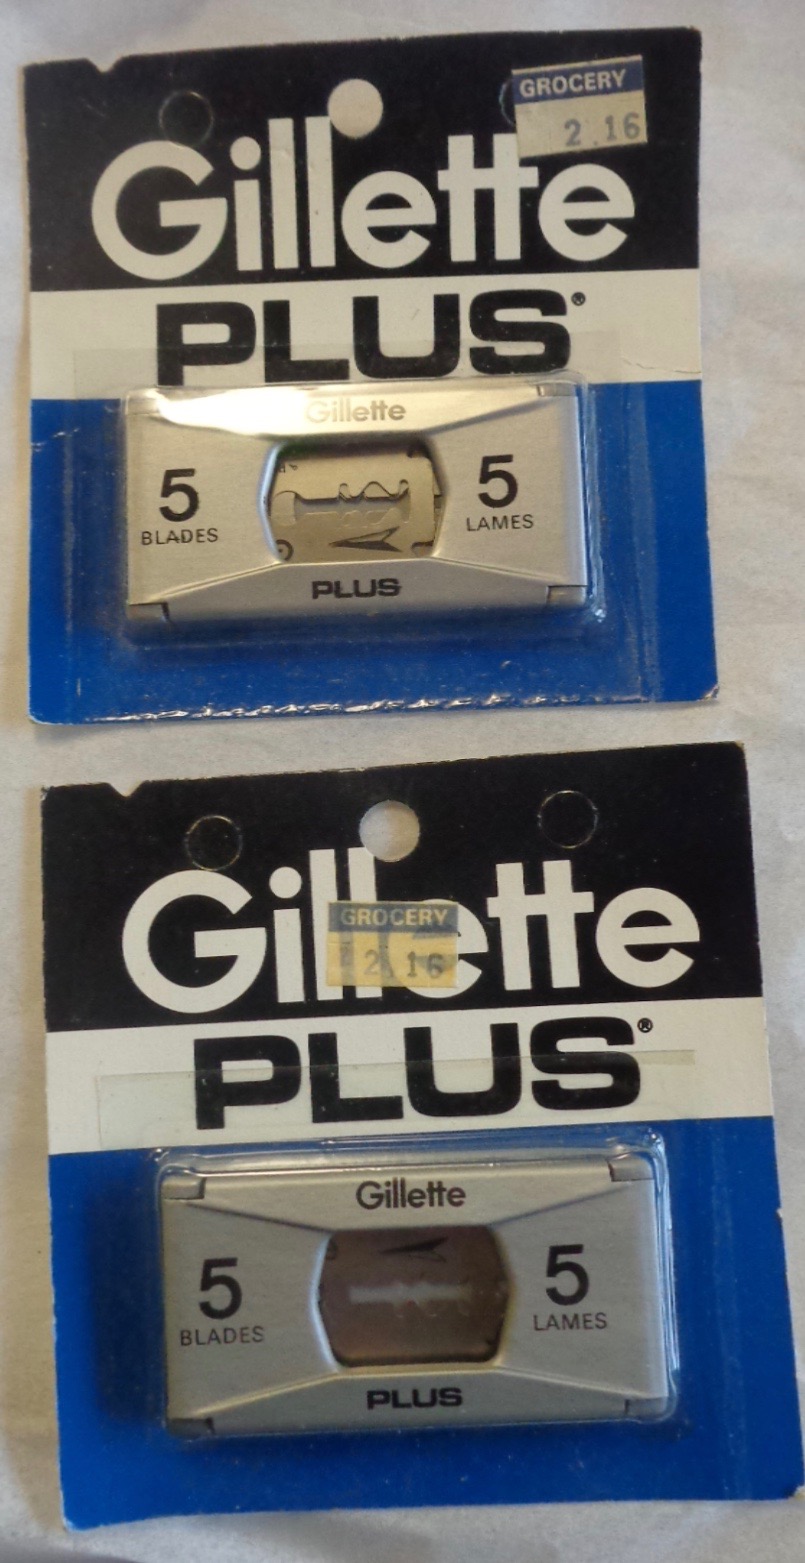 GROCERY
2.16
Gillette
PLUS®
Gillette
5 5
BLADES LAMES
PLUS
GROCERY
2.16
Gillette
PLUS®
Gillette
5 5
BLADES LAMES
PLUS